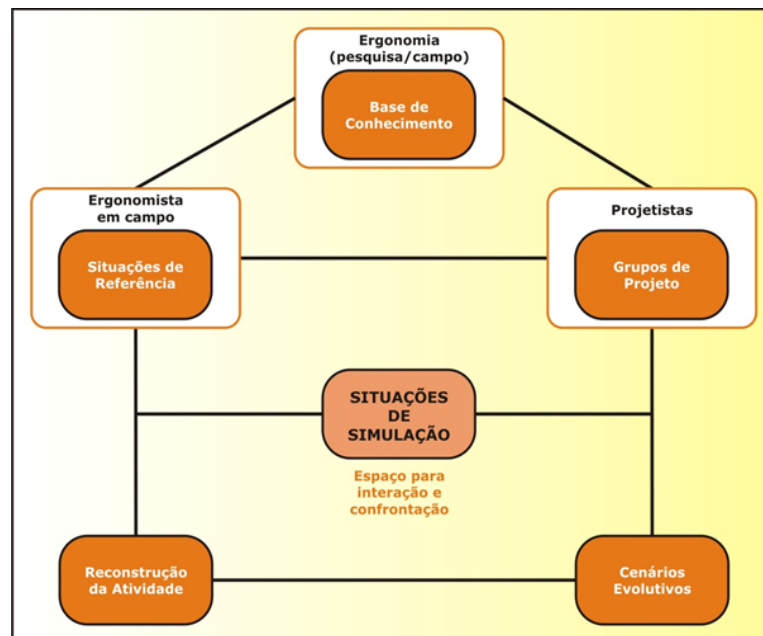 Ergonomia
(pesquisa/campo)
Base de
Conhecimento
Ergonomista
em campo
Situações de
Referência
Projetistas
Grupos de
Projeto
SITUAÇÕES
DE
SIMULAÇÃO
Espaço para
interação e
confrontação
Reconstrução
da Atividade
Cenários
Evolutivos